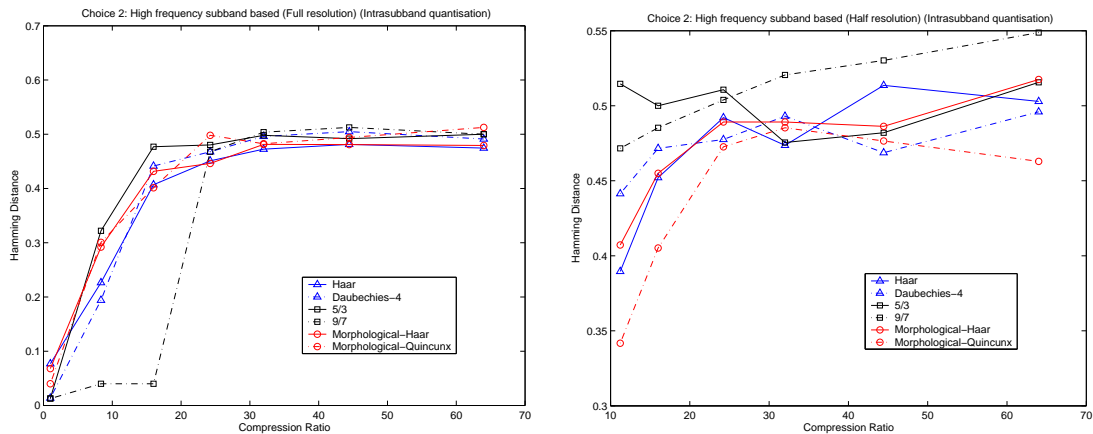 Choice 2: High frequency subband based (Full resolution) (Intrasubband quantisation)
0.7
0.6
0.5
0.4
0.3
0.2
0.1
0
Hamming Distance
Haar
Daubechies−4
5/3
9/7
Morphological−Haar
Morphological−Quincunx
0 10 20 30 40 50 60 70
Compression Ratio
Choice 2: High frequency subband based (Half resolution) (Intrasubband quantisation)
0.55
0.5
0.45
0.4
0.35
0.3
Hamming Distance
Haar
Daubechies−4
5/3
9/7
Morphological−Haar
Morphological−Quincunx
10 20 30 40 50 60 70
Compression Ratio